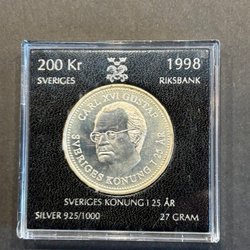 200 Kr 1998
SVERIGES RIKSBANK
CARL XVI GUSTAF
SVERIGES KONUNG I 25 ÅR
SVERIGES KONUNG I 25 ÅR
SILVER 925/1000 27 GRAM